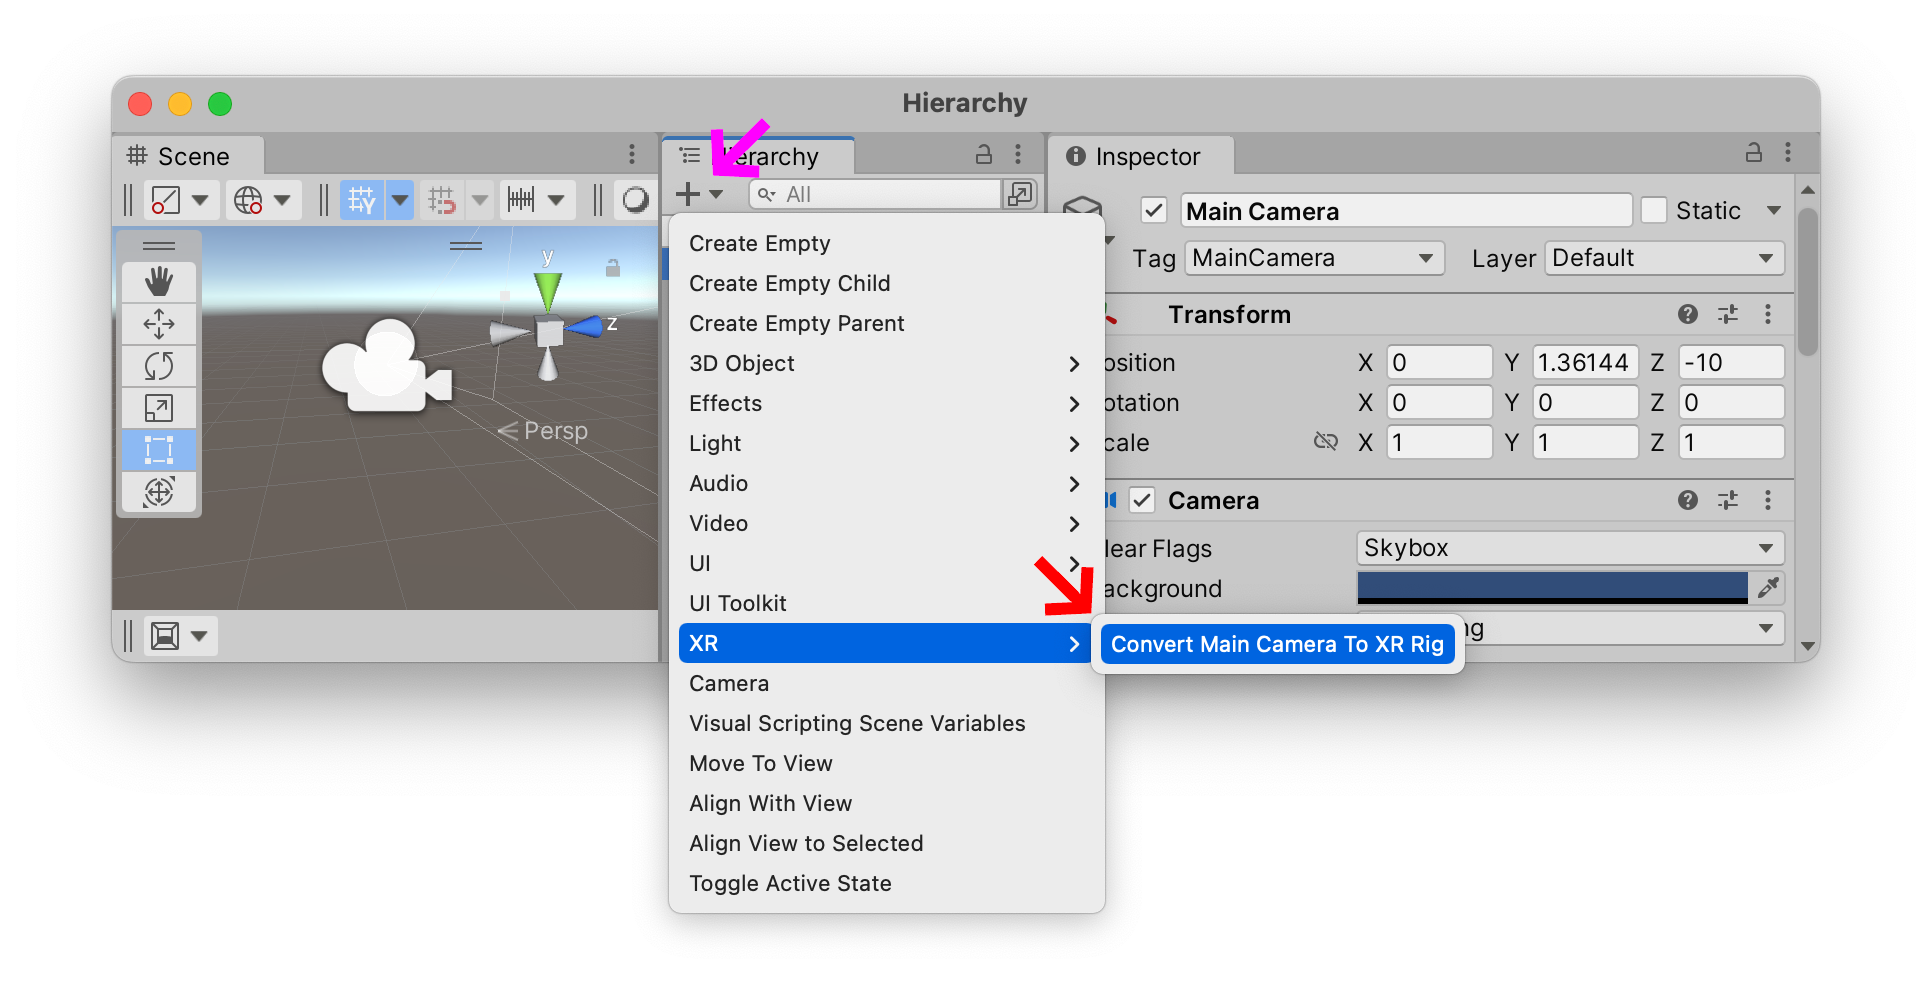 Hierarchy
Scene
Hierarchy
All
Y
y
z
Persp
Create Empty
Create Empty Child
Create Empty Parent
3D Object
Effects
Light
Audio
Video
UI
UI Toolkit
XR
Convert Main Camera To XR Rig
Camera
Visual Scripting Scene Variables
Move To View
Align With View
Align View to Selected
Toggle Active State
Inspector
Main Camera Static
Tag MainCamera Layer Default
Transform
osition X 0 Y 1.36144 Z -10
otation X 0 Y 0 Z 0
cale X 1 Y 1 Z 1
Camera
lear Flags Skybox
ackground
ng